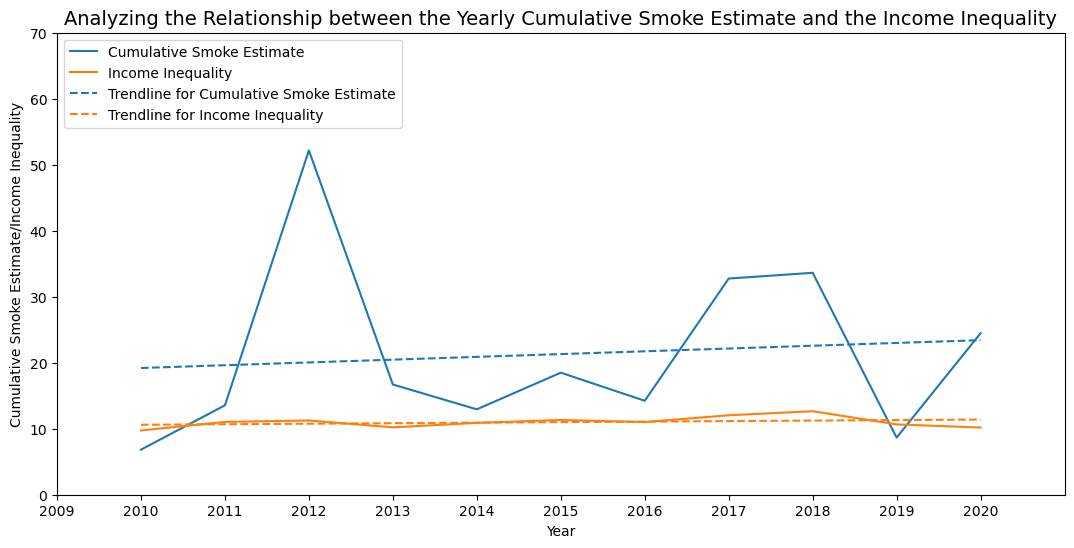 Analyzing the Relationship between the Yearly Cumulative Smoke Estimate and the Income Inequality
Cumulative Smoke Estimate
Income Inequality
Trendline for Cumulative Smoke Estimate
Trendline for Income Inequality
Cumulative Smoke Estimate/Income Inequality
70
60
50
40
30
20
10
0
2009 2010 2011 2012 2013 2014 2015 2016 2017 2018 2019 2020
Year